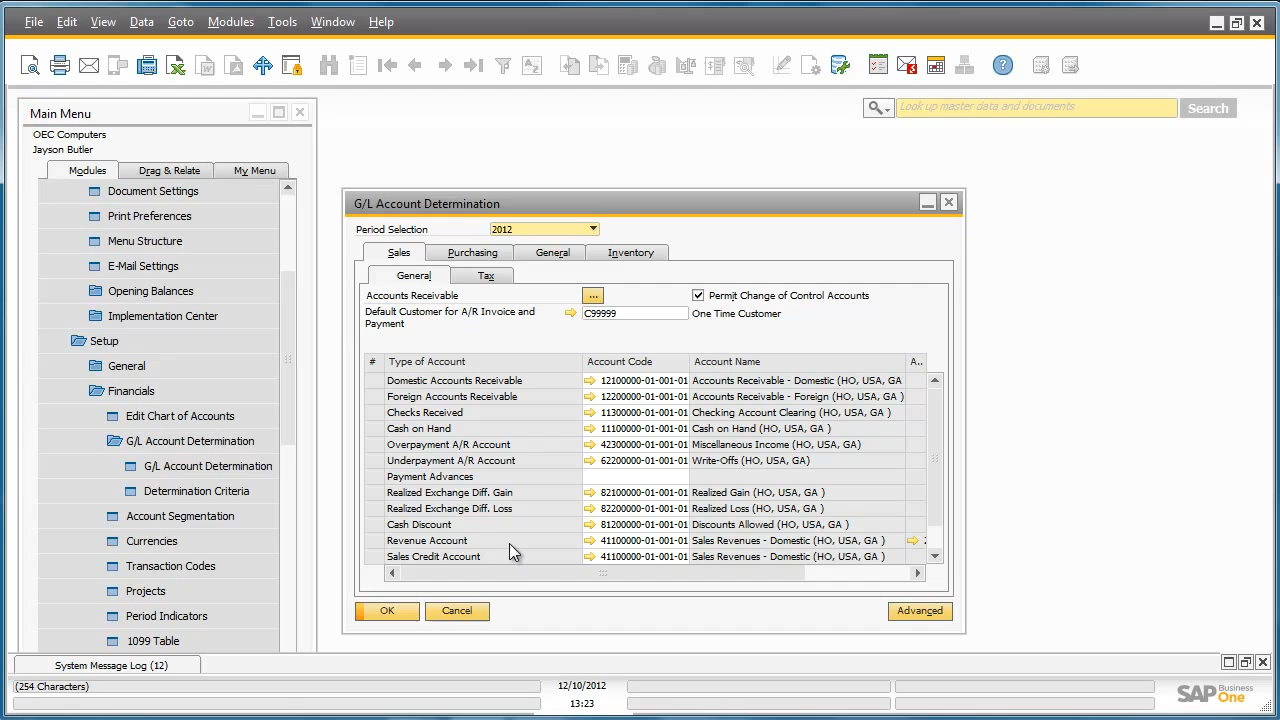 File Edit View Data Goto Modules Tools Window Help
Main Menu
OEC Computers
Jayson Butler
Modules Drag & Relate My Menu
Document Settings
Print Preferences
Menu Structure
E-Mail Settings
Opening Balances
Implementation Center
Setup
General
Financials
Edit Chart of Accounts
G/L Account Determination
G/L Account Determination
Determination Criteria
Account Segmentation
Currencies
Transaction Codes
Projects
Period Indicators
1099 Table
Look up master data and documents Search
G/L Account Determination
Period Selection 2012
Sales Purchasing General Inventory
General Tax
Accounts Receivable ... Permit Change of Control Accounts
Default Customer for A/R Invoice and Payment C99999 One Time Customer
# Type of Account Account Code Account Name A..
Domestic Accounts Receivable 12100000-01-001-01 Accounts Receivable - Domestic (HO, USA, GA
Foreign Accounts Receivable 12200000-01-001-01 Accounts Receivable - Foreign (HO, USA, GA )
Checks Received 11300000-01-001-01 Checking Account Clearing (HO, USA, GA )
Cash on Hand 11100000-01-001-01 Cash on Hand (HO, USA, GA )
Overpayment A/R Account 42300000-01-001-01 Miscellaneous Income (HO, USA, GA)
Underpayment A/R Account 62200000-01-001-01 Write-Offs (HO, USA, GA)
Payment Advances
Realized Exchange Diff. Gain 82100000-01-001-01 Realized Gain (HO, USA, GA )
Realized Exchange Diff. Loss 82200000-01-001-01 Realized Loss (HO, USA, GA )
Cash Discount 81200000-01-001-01 Discounts Allowed (HO, USA, GA )
Revenue Account 41100000-01-001-01 Sales Revenues - Domestic (HO, USA, GA )
Sales Credit Account 41100000-01-001-01 Sales Revenues - Domestic (HO, USA, GA )
OK Cancel Advanced
System Message Log (12)
(254 Characters) 12/10/2012
13:23
SAP Business One